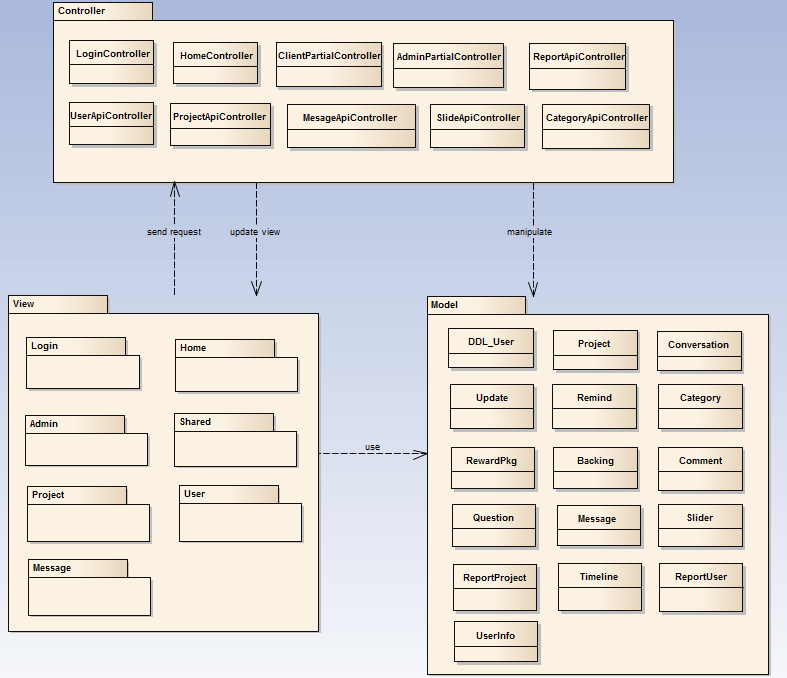 Controller
LoginController
HomeController
ClientPartialController
AdminPartialController
ReportApiController
UserApiController
ProjectApiController
MesageApiController
SlideApiController
CategoryApiController
send request
update view
manipulate
View
Login
Home
Admin
Shared
Project
User
Message
use
Model
DDL_User
Project
Conversation
Update
Remind
Category
RewardPkg
Backing
Comment
Question
Message
Slider
ReportProject
Timeline
ReportUser
UserInfo